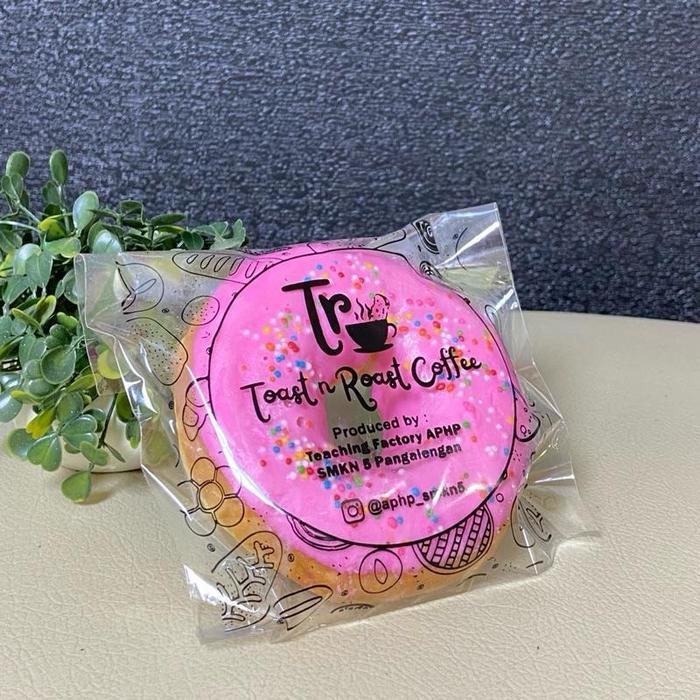 Tr
Toast n Roast Coffee
Produced by :
Teaching Factory APHP
SMKN 5 Pangalengan
@aphp_smkn5